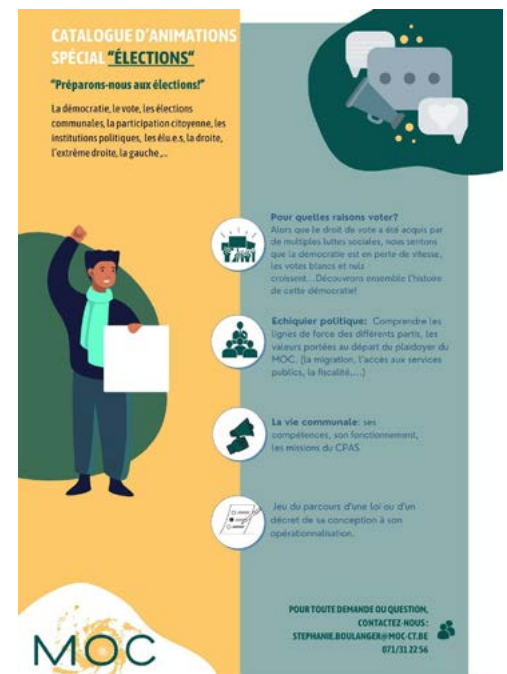 CATALOGUE D'ANIMATIONS
SPÉCIAL "ÉLECTIONS"
"Préparons-nous aux élections!"
La démocratie, le vote, les élections
communales, la participation citoyenne, les
institutions politiques, les élu.e.s, la droite,
l'extrême droite, la gauche,...
Pour quelles raisons voter?
Alors que le droit de vote a été acquis par
de multiples luttes sociales, nous sentons
que la démocratie est en perte de vitesse,
les votes blancs et nuls
croissent...Découvrons ensemble l'histoire
de cette démocratie!
Echiquier politique: Comprendre les
lignes de force des différents partis, les
valeurs portées au départ du plaidoyer du
MOC. (la migration, l'accès aux services
publics, la fiscalité,...)
La vie communale: ses
compétences, son fonctionnement,
les missions du CPAS
Jeu du parcours d'une loi ou d'un
décret de sa conception à son
opérationnalisation.
POUR TOUTE DEMANDE OU QUESTION,
CONTACTEZ-NOUS:
STEPHANIE.BOULANGER@MOC-CT.BE
071/31 22 56
MOC